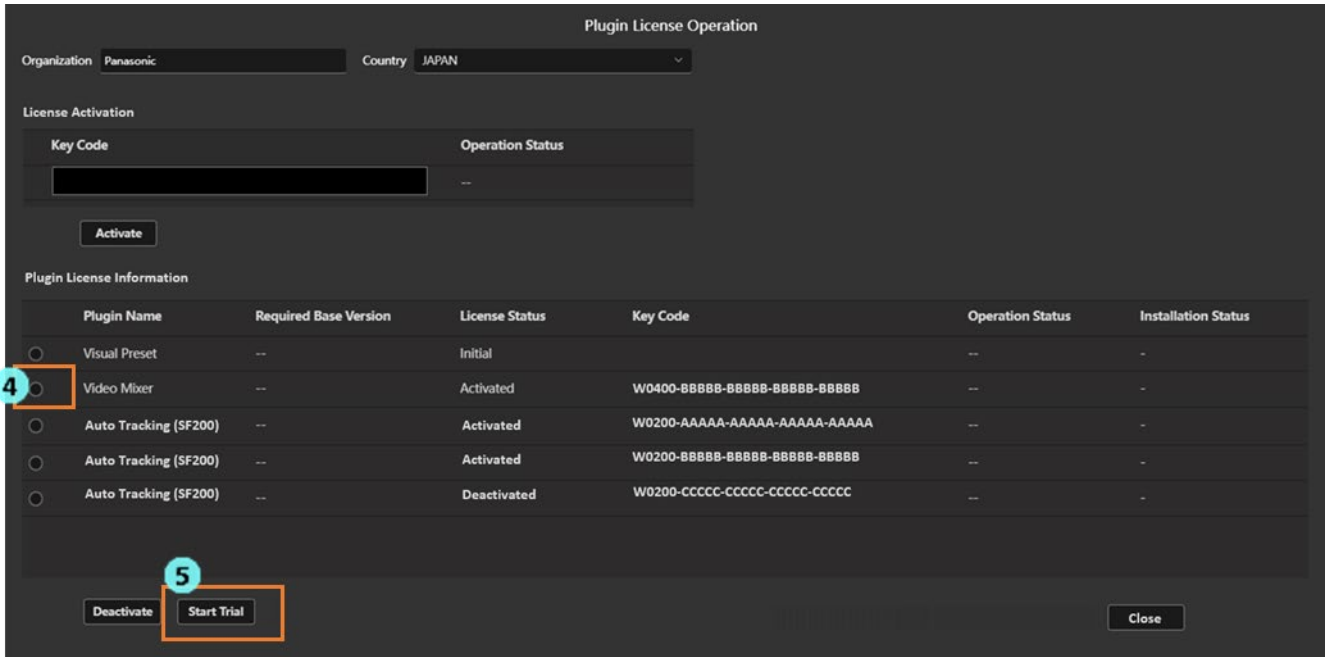 Plugin License Operation
Organization Panasonic Country JAPAN
License Activation
Key Code Operation Status
--
Activate
Plugin License Information
Plugin Name Required Base Version License Status Key Code Operation Status Installation Status
Visual Preset -- Initial -- -
4 Video Mixer -- Activated W0400-BBBBB-BBBBB-BBBBB-BBBBB -- -
Auto Tracking (SF200) -- Activated W0200-AAAAA-AAAAA-AAAAA-AAAAA -- -
Auto Tracking (SF200) -- Activated W0200-BBBBB-BBBBB-BBBBB-BBBBB -- -
Auto Tracking (SF200) -- Deactivated W0200-CCCCC-CCCCC-CCCCC-CCCCC -- -
5
Deactivate Start Trial Close